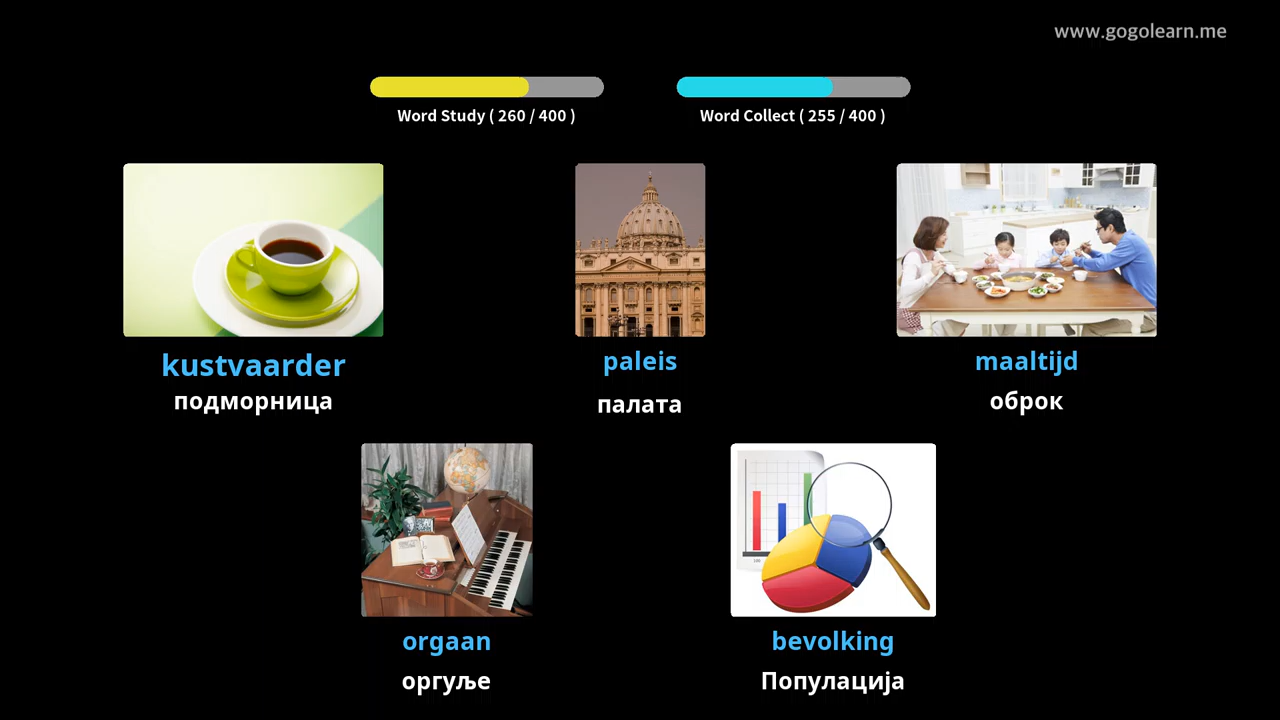 www.gogolearn.me
Word Study ( 260 / 400 )
Word Collect ( 255 / 400 )
kustvaarder
подморница
paleis
палата
maaltijd
оброк
orgaan
оргуље
bevolking
Популација